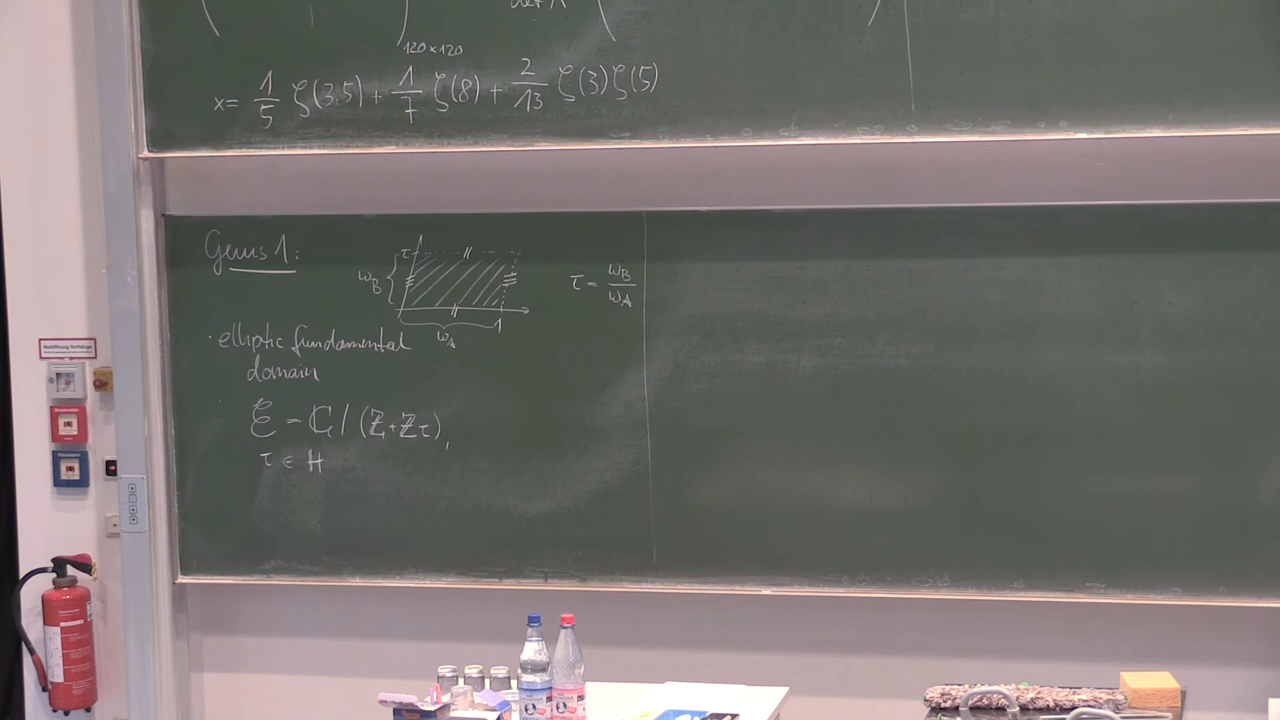 120×120
x= 1/5 ζ(3,5) + 1/7 ζ(8) + 2/13 ζ(3) ζ(5)
Genus 1:
τ
ω_B
τ = ω_B/ω_A
1
ω_A
· elliptic fundamental
domain
ℰ = ℂ / (ℤ+ℤτ),
τ ∈ H